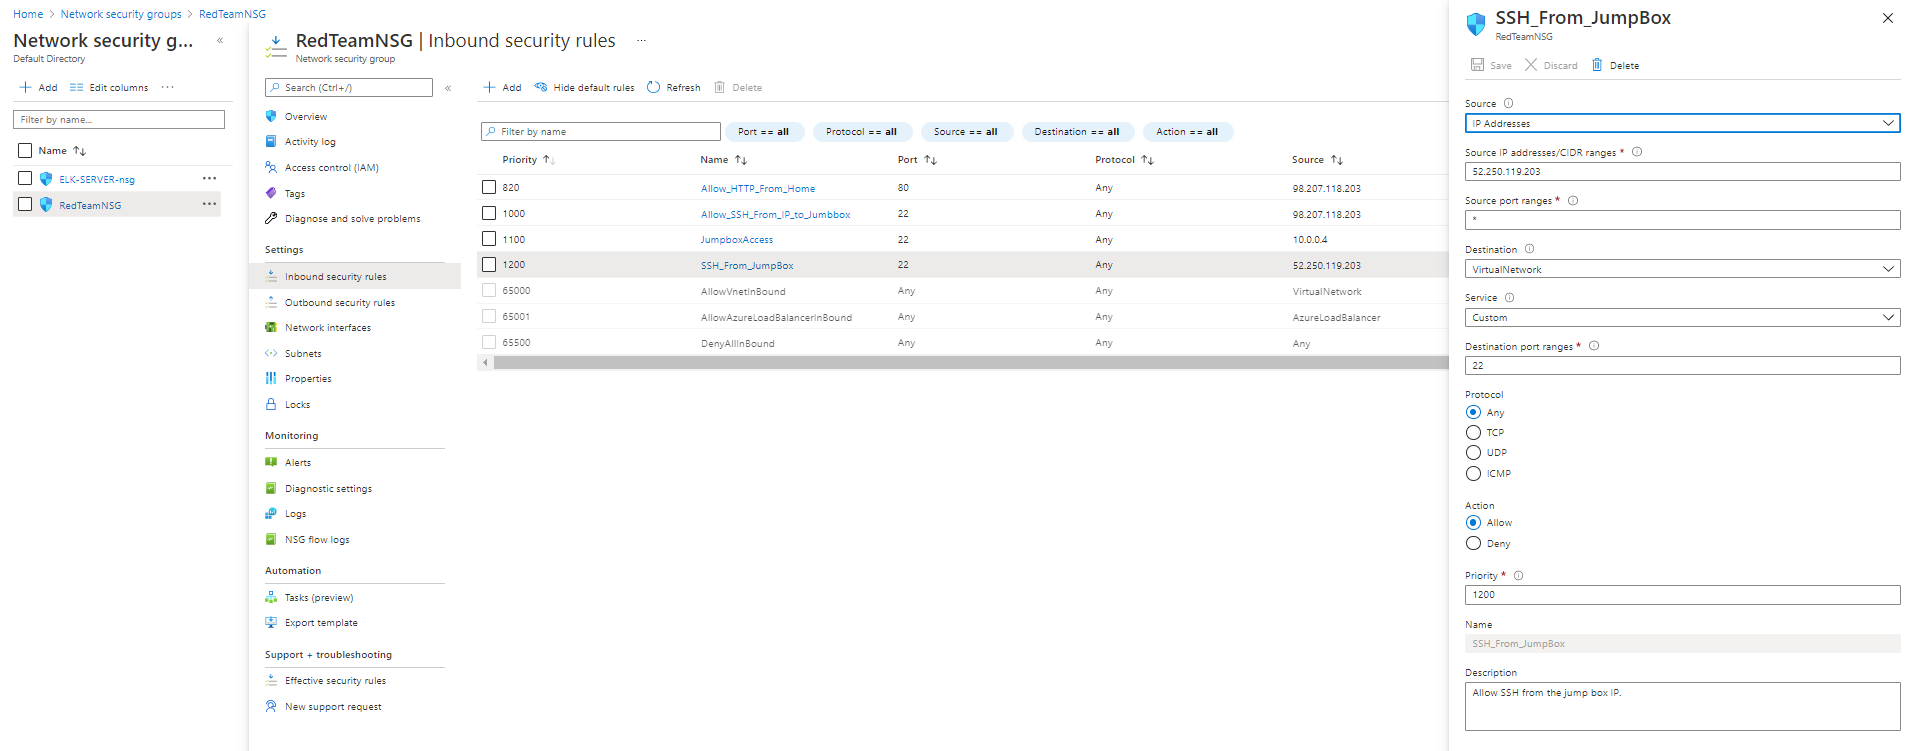 Home > Network security groups > RedTeamNSG
Network security g... «
Default Directory
+ Add Edit columns ...
Filter by name...
Name ↑↓
ELK-SERVER-nsg ...
RedTeamNSG ...
RedTeamNSG | Inbound security rules ...
Network security group
Search (Ctrl+/) «
Overview
Activity log
Access control (IAM)
Tags
Diagnose and solve problems
Settings
Inbound security rules
Outbound security rules
Network interfaces
Subnets
Properties
Locks
Monitoring
Alerts
Diagnostic settings
Logs
NSG flow logs
Automation
Tasks (preview)
Export template
Support + troubleshooting
Effective security rules
New support request
+ Add Hide default rules Refresh Delete
Filter by name Port == all Protocol == all Source == all Destination == all Action == all
Priority ↑↓ Name ↑↓ Port ↑↓ Protocol ↑↓ Source ↑↓
820 Allow_HTTP_From_Home 80 Any 98.207.118.203
1000 Allow_SSH_From_IP_to_Jumbbox 22 Any 98.207.118.203
1100 JumpboxAccess 22 Any 10.0.0.4
1200 SSH_From_JumpBox 22 Any 52.250.119.203
65000 AllowVnetInBound Any Any VirtualNetwork
65001 AllowAzureLoadBalancerInBound Any Any AzureLoadBalancer
65500 DenyAllInBound Any Any Any
SSH_From_JumpBox
RedTeamNSG
Save Discard Delete
Source
IP Addresses
Source IP addresses/CIDR ranges *
52.250.119.203
Source port ranges *
*
Destination
VirtualNetwork
Service
Custom
Destination port ranges *
22
Protocol
Any
TCP
UDP
ICMP
Action
Allow
Deny
Priority *
1200
Name
SSH_From_JumpBox
Description
Allow SSH from the jump box IP.